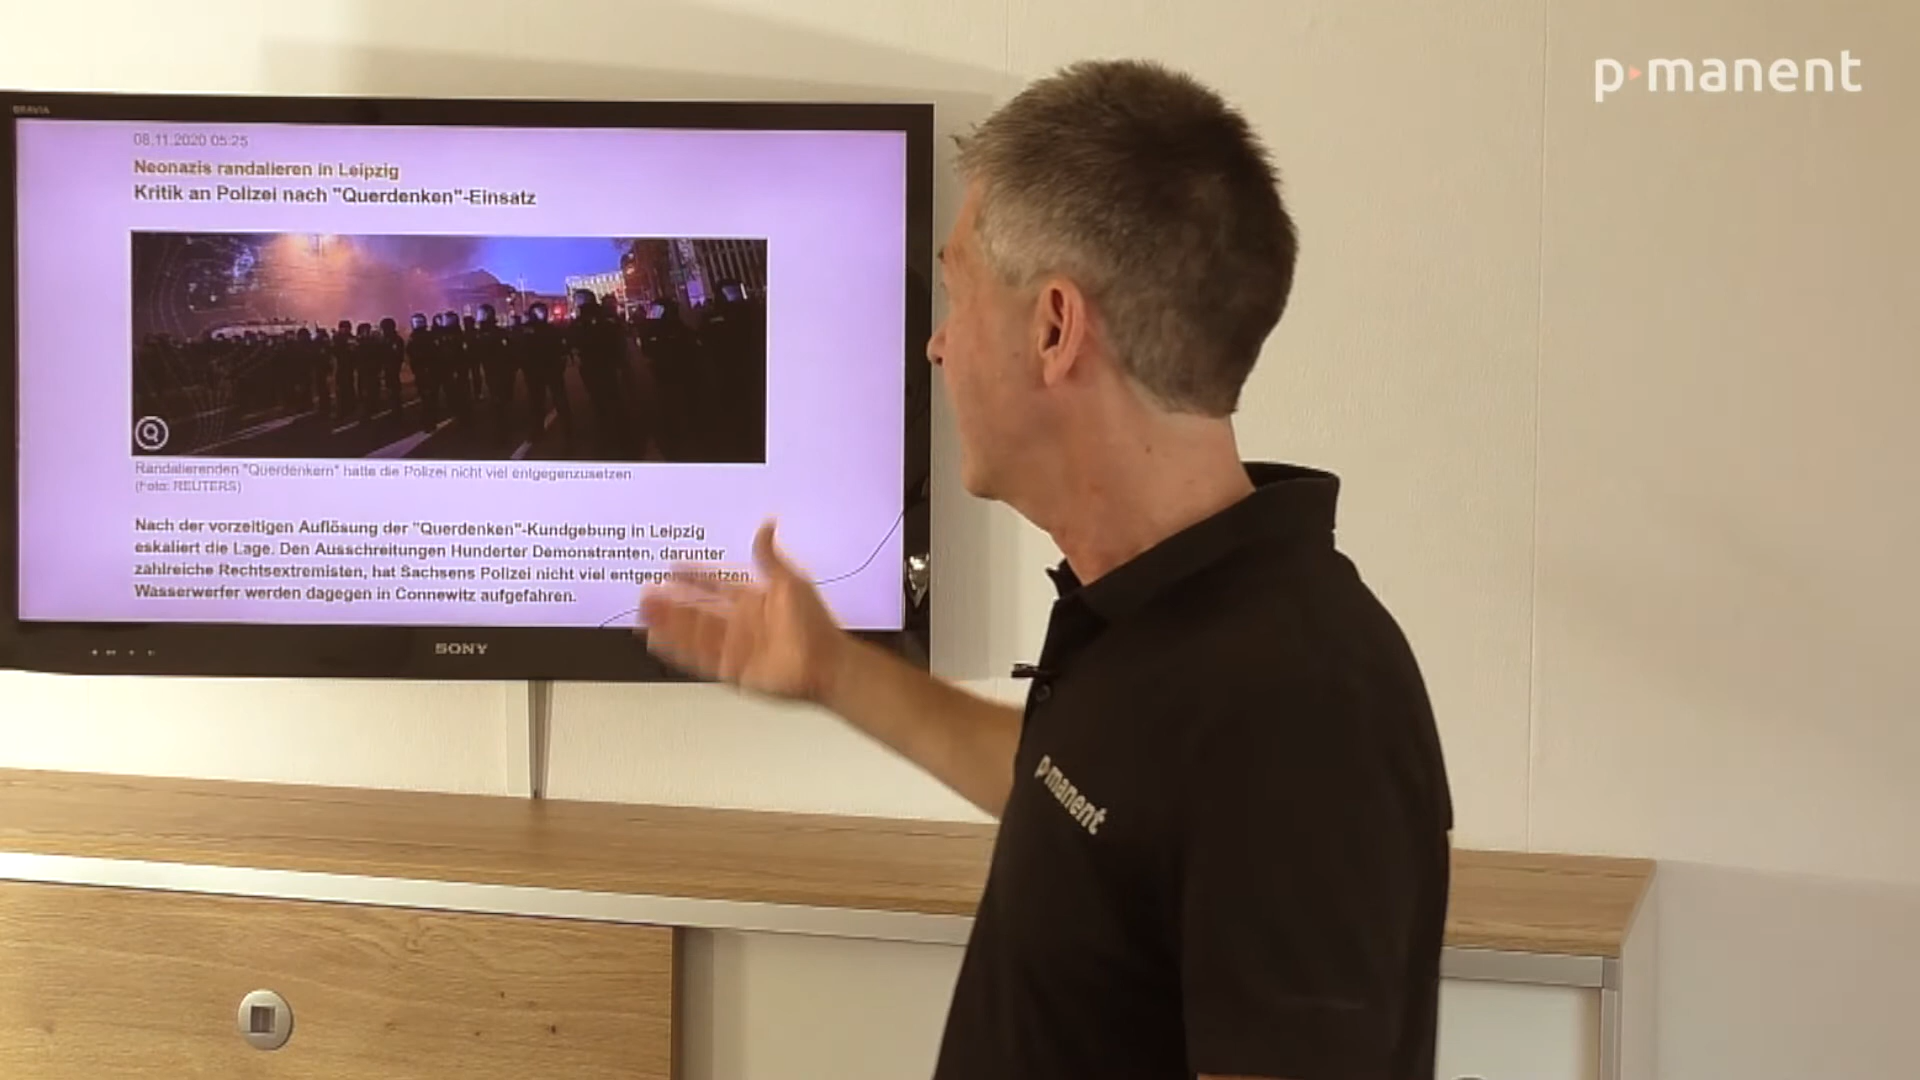 p manent
BRAVIA
08.11.2020 05:25
Neonazis randalieren in Leipzig
Kritik an Polizei nach "Querdenken"-Einsatz
Randalierenden "Querdenkern" hatte die Polizei nicht viel entgegenzusetzen
(Foto: REUTERS)
Nach der vorzeitigen Auflösung der "Querdenken"-Kundgebung in Leipzig
eskaliert die Lage. Den Ausschreitungen Hunderter Demonstranten, darunter
zahlreiche Rechtsextremisten, hat Sachsens Polizei nicht viel entgegenzusetzen.
Wasserwerfer werden dagegen in Connewitz aufgefahren.
SONY
p manent